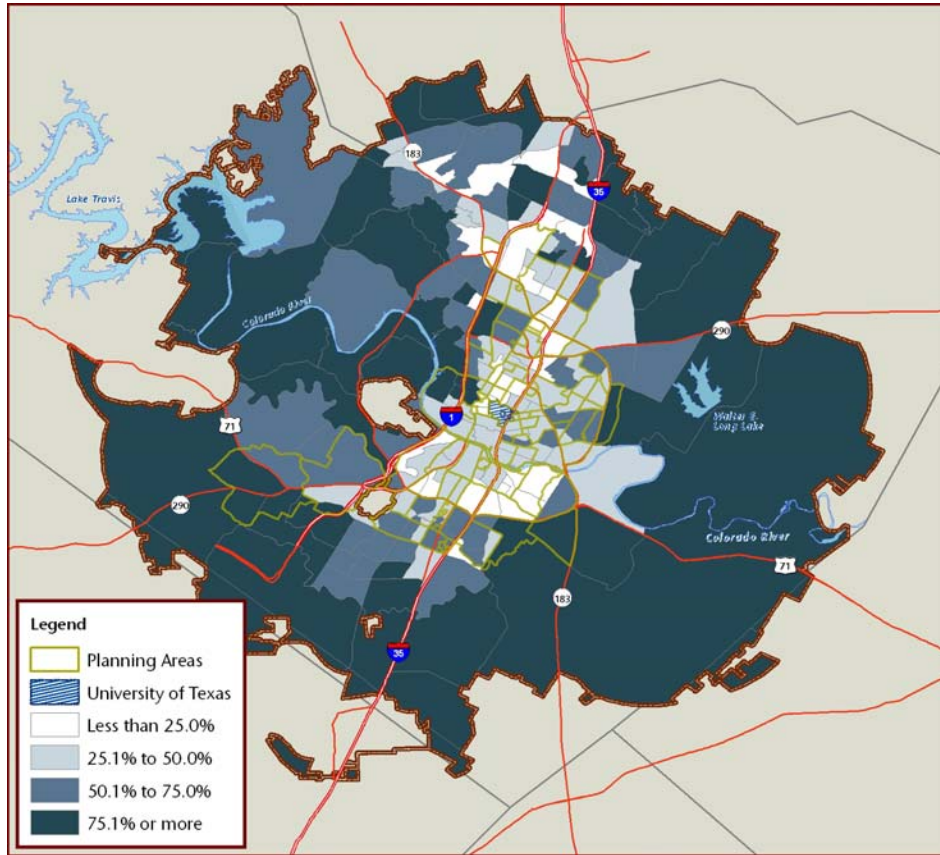 183
35
Lake Travis
Colorado River
290
Walter E.
Long Lake
1
71
290
Colorado River
71
183
35
Legend
Planning Areas
University of Texas
Less than 25.0%
25.1% to 50.0%
50.1% to 75.0%
75.1% or more